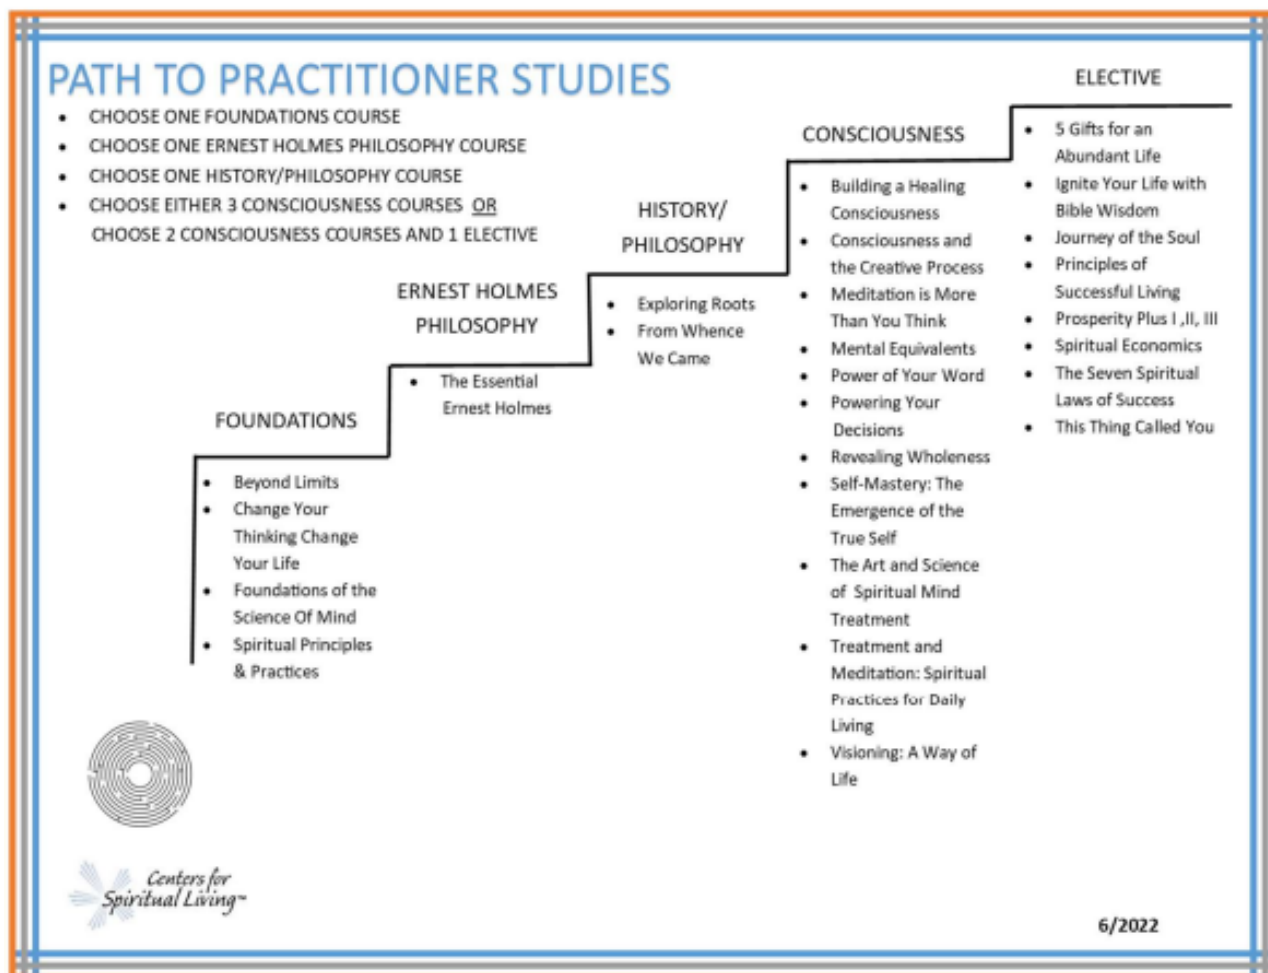 PATH TO PRACTITIONER STUDIES
• CHOOSE ONE FOUNDATIONS COURSE
• CHOOSE ONE ERNEST HOLMES PHILOSOPHY COURSE
• CHOOSE ONE HISTORY/PHILOSOPHY COURSE
• CHOOSE EITHER 3 CONSCIOUSNESS COURSES OR
CHOOSE 2 CONSCIOUSNESS COURSES AND 1 ELECTIVE
FOUNDATIONS
• Beyond Limits
• Change Your
Thinking Change
Your Life
• Foundations of the
Science Of Mind
• Spiritual Principles
& Practices
ERNEST HOLMES
PHILOSOPHY
• The Essential
Ernest Holmes
HISTORY/
PHILOSOPHY
• Exploring Roots
• From Whence
We Came
CONSCIOUSNESS
• Building a Healing
Consciousness
• Consciousness and
the Creative Process
• Meditation is More
Than You Think
• Mental Equivalents
• Power of Your Word
• Powering Your
Decisions
• Revealing Wholeness
• Self-Mastery: The
Emergence of the
True Self
• The Art and Science
of Spiritual Mind
Treatment
• Treatment and
Meditation: Spiritual
Practices for Daily
Living
• Visioning: A Way of
Life
ELECTIVE
• 5 Gifts for an
Abundant Life
• Ignite Your Life with
Bible Wisdom
• Journey of the Soul
• Principles of
Successful Living
• Prosperity Plus I ,II, III
• Spiritual Economics
• The Seven Spiritual
Laws of Success
• This Thing Called You
Centers for
Spiritual Living™
6/2022